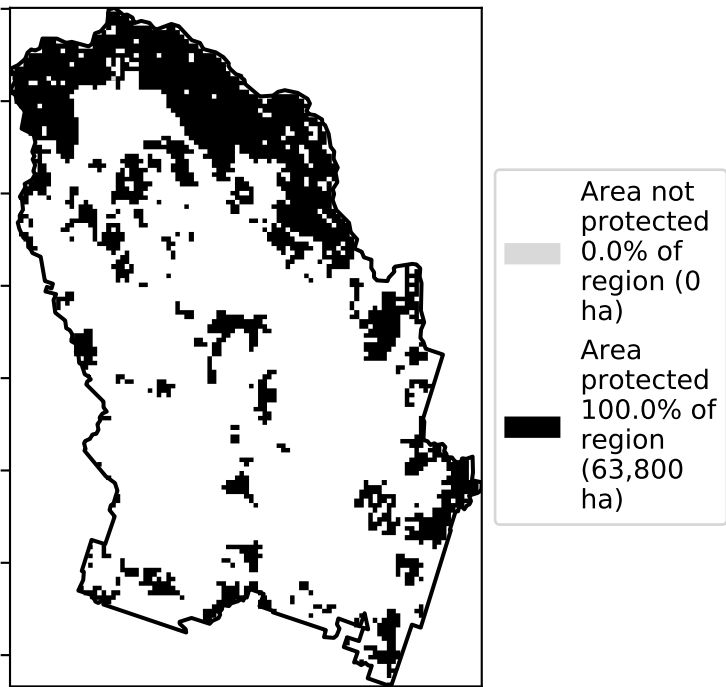 Area not
protected
0.0% of
region (0
ha)
Area
protected
100.0% of
region
(63,800
ha)